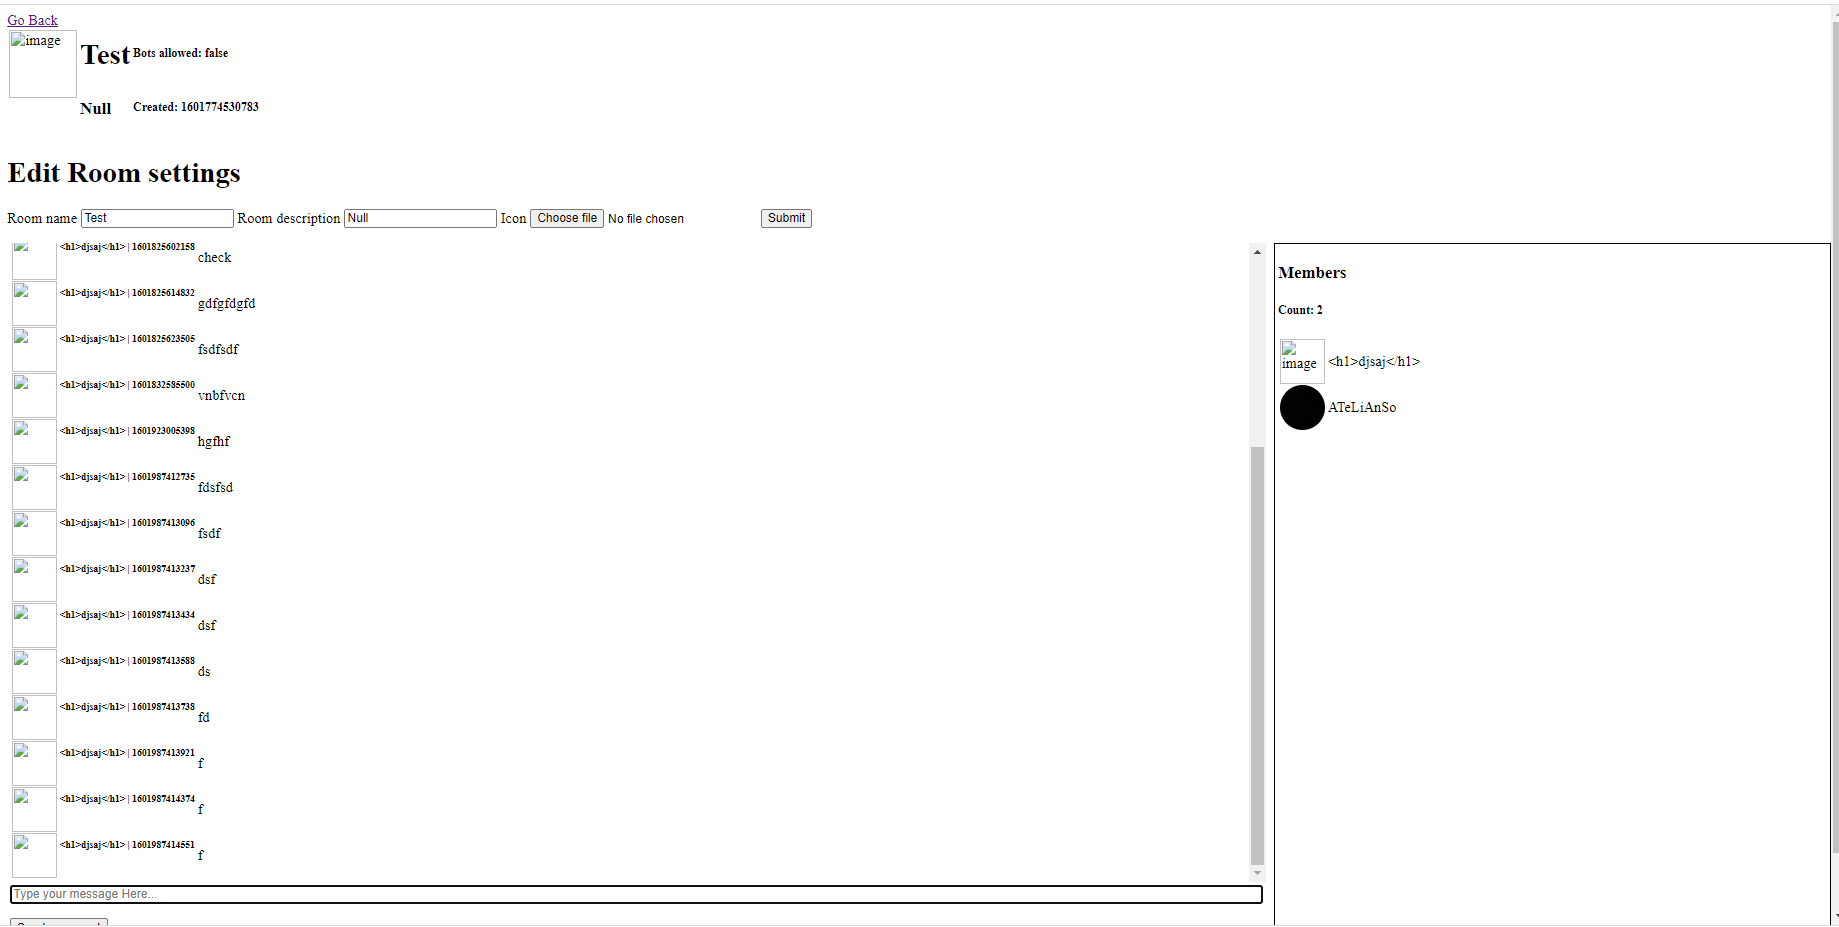 Go Back
image
Test Bots allowed: false
Null Created: 1601774530783
Edit Room settings
Room name Test Room description Null Icon Choose file No file chosen Submit
<h1>djsaj</h1> | 1601825602158 check
<h1>djsaj</h1> | 1601825614832 gdfgfdgfd
<h1>djsaj</h1> | 1601825623505 fsdfsdf
<h1>djsaj</h1> | 1601832585500 vnbfvcn
<h1>djsaj</h1> | 1601923005398 hgfhf
<h1>djsaj</h1> | 1601987412735 fdsfsd
<h1>djsaj</h1> | 1601987413096 fsdf
<h1>djsaj</h1> | 1601987413237 dsf
<h1>djsaj</h1> | 1601987413434 dsf
<h1>djsaj</h1> | 1601987413588 ds
<h1>djsaj</h1> | 1601987413738 fd
<h1>djsaj</h1> | 1601987413921 f
<h1>djsaj</h1> | 1601987414374 f
<h1>djsaj</h1> | 1601987414551 f
Type your message Here...
Members
Count: 2
image <h1>djsaj</h1>
ATeLiAnSo